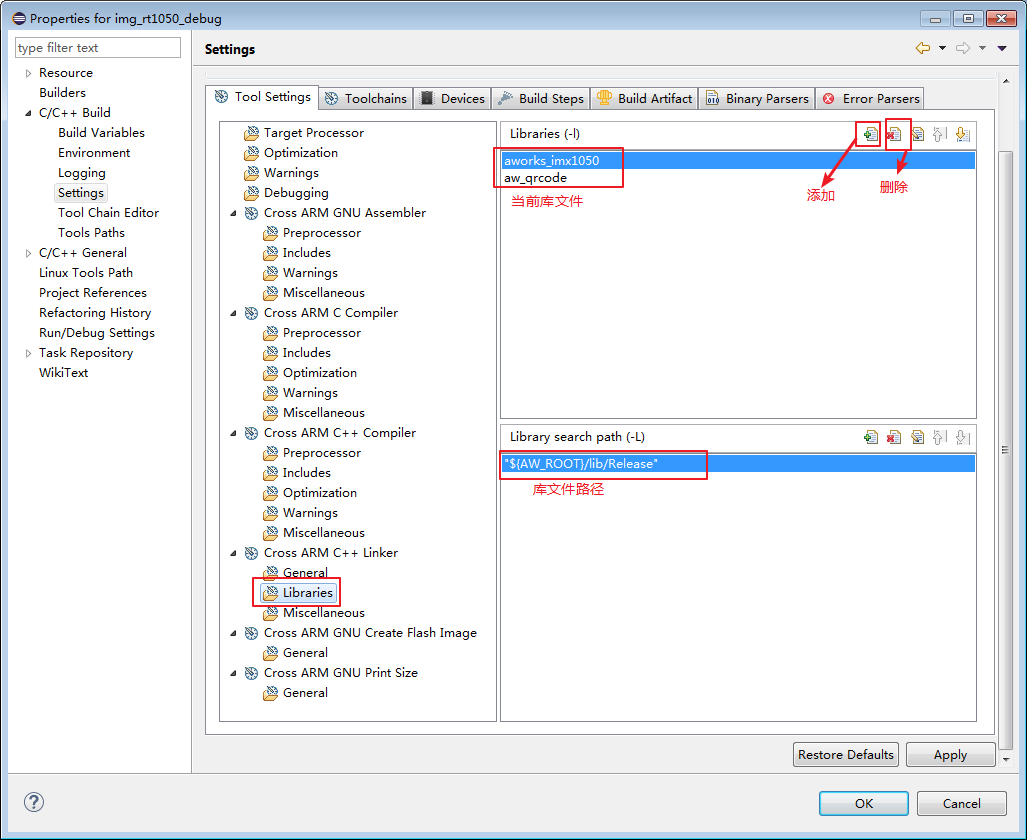 Properties for img_rt1050_debug
type filter text
Resource
Builders
C/C++ Build
Build Variables
Environment
Logging
Settings
Tool Chain Editor
Tools Paths
C/C++ General
Linux Tools Path
Project References
Refactoring History
Run/Debug Settings
Task Repository
WikiText
Settings
Tool Settings
Toolchains
Devices
Build Steps
Build Artifact
Binary Parsers
Error Parsers
Target Processor
Optimization
Warnings
Debugging
Cross ARM GNU Assembler
Preprocessor
Includes
Warnings
Miscellaneous
Cross ARM C Compiler
Preprocessor
Includes
Optimization
Warnings
Miscellaneous
Cross ARM C++ Compiler
Preprocessor
Includes
Optimization
Warnings
Miscellaneous
Cross ARM C++ Linker
General
Libraries
Miscellaneous
Cross ARM GNU Create Flash Image
General
Cross ARM GNU Print Size
General
Libraries (-l)
aworks_imx1050
aw_qrcode
当前库文件
添加
删除
Library search path (-L)
"${AW_ROOT}/lib/Release"
库文件路径
Restore Defaults
Apply
OK
Cancel